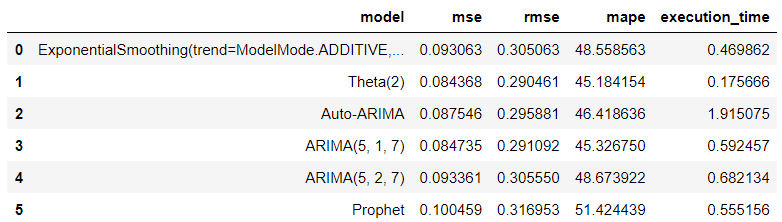 model mse rmse mape execution_time
0 ExponentialSmoothing(trend=ModelMode.ADDITIVE,... 0.093063 0.305063 48.558563 0.469862
1 Theta(2) 0.084368 0.290461 45.184154 0.175666
2 Auto-ARIMA 0.087546 0.295881 46.418636 1.915075
3 ARIMA(5, 1, 7) 0.084735 0.291092 45.326750 0.592457
4 ARIMA(5, 2, 7) 0.093361 0.305550 48.673922 0.682134
5 Prophet 0.100459 0.316953 51.424439 0.555156